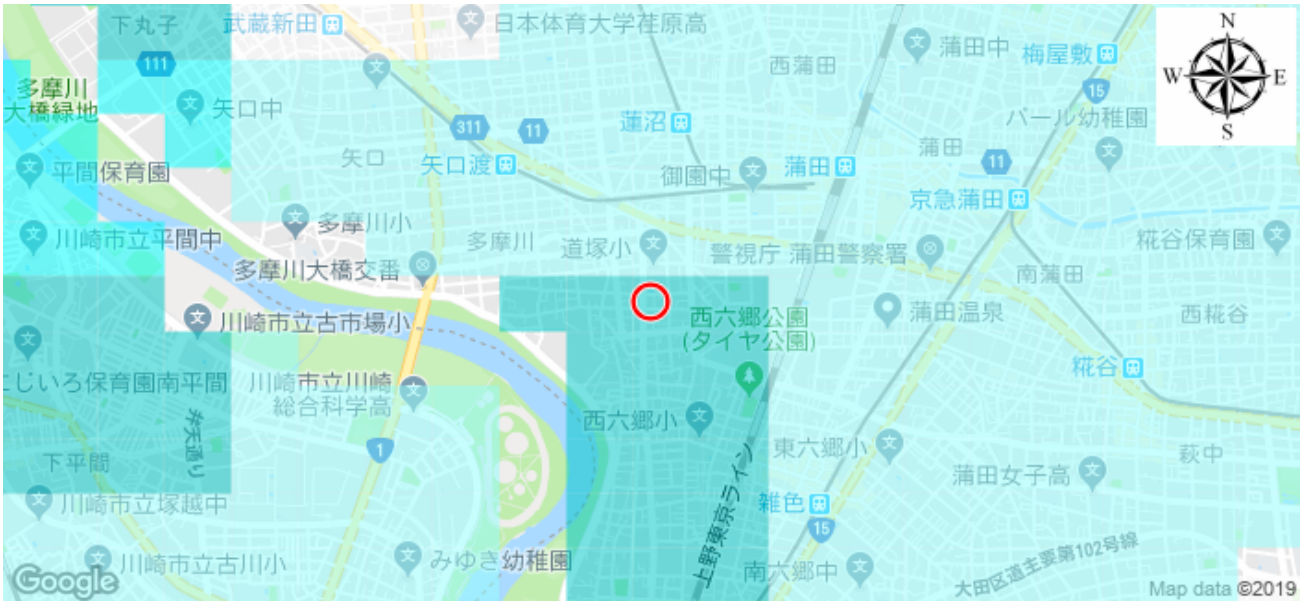 下丸子
武蔵新田
日本体育大学荏原高
蒲田中
梅屋敷
N
W
E
S
111
西蒲田
15
多摩川
大橋緑地
矢口中
パール幼稚園
311
11
蓮沼
蒲田
11
矢口
矢口渡
御園中
蒲田
平間保育園
京急蒲田
多摩川小
川崎市立平間中
多摩川
道塚小
警視庁 蒲田警察署
糀谷保育園
多摩川大橋交番
南蒲田
川崎市立古市場小
西六郷公園
(タイヤ公園)
蒲田温泉
西糀谷
糀谷
こじいろ保育園南平間
川崎市立川崎
総合科学高
弁天通り
西六郷小
1
東六郷小
下平間
上野東京ライン
萩中
蒲田女子高
川崎市立塚越中
雑色
15
川崎市立古川小
みゆき幼稚園
南六郷中
大田区道主要第102号線
Google
Map data ©2019